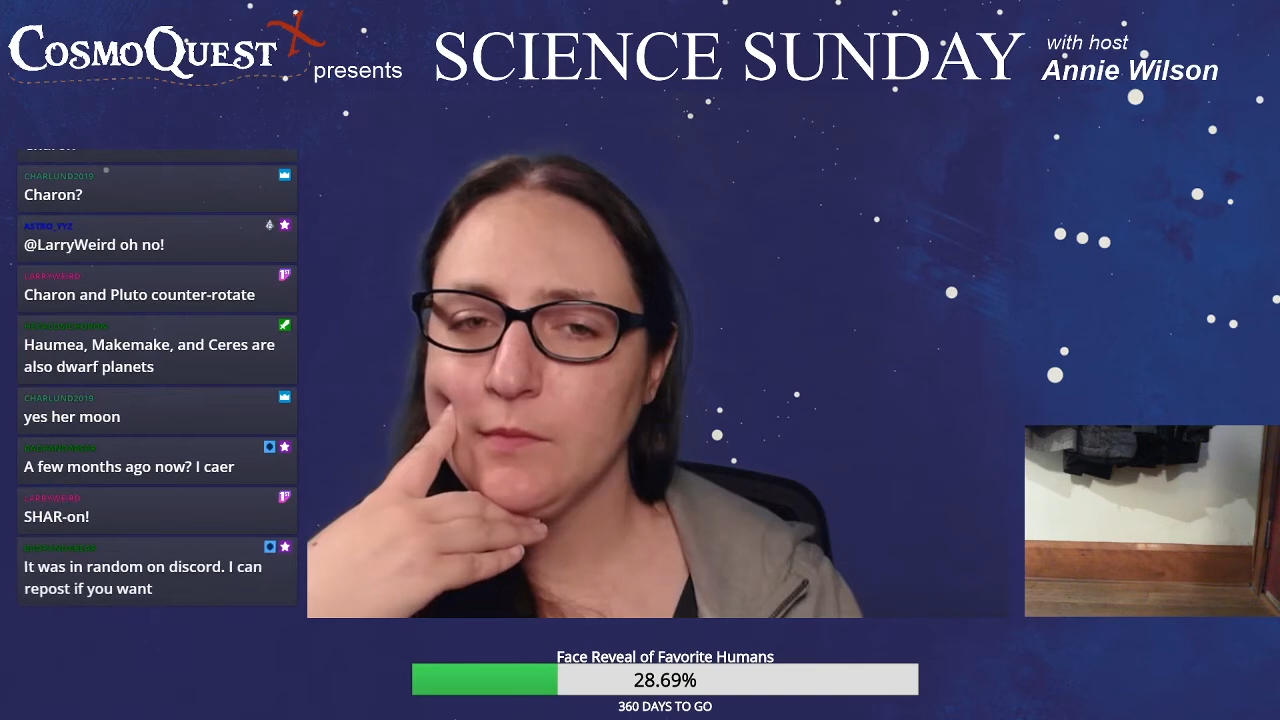 COSMOQUEST X
presents
SCIENCE SUNDAY
with host
Annie Wilson
CHARLUND2019
Charon?
ASTRO_YYZ
@LarryWeird oh no!
LARRYWEIRD
Charon and Pluto counter-rotate
Haumea, Makemake, and Ceres are
also dwarf planets
CHARLUND2019
yes her moon
A few months ago now? I caer
LARRYWEIRD
SHAR-on!
It was in random on discord. I can
repost if you want
Face Reveal of Favorite Humans
28.69%
360 DAYS TO GO